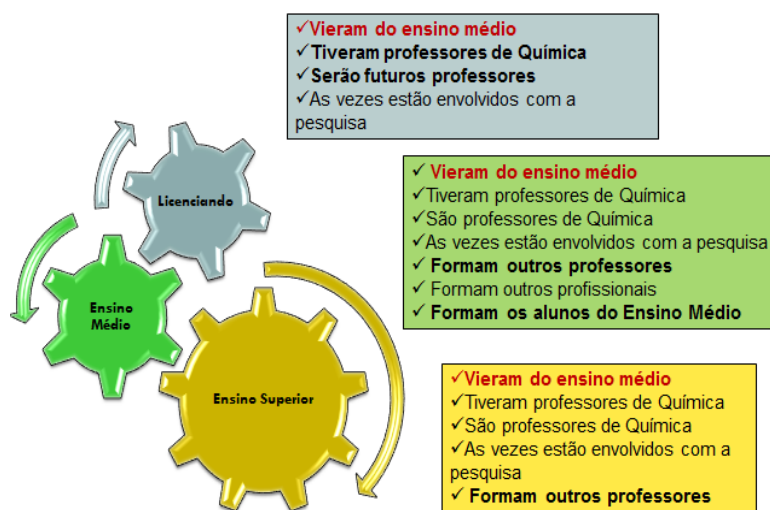 ✓Vieram do ensino médio
✓Tiveram professores de Química
✓Serão futuros professores
✓As vezes estão envolvidos com a
pesquisa
Licenciando
✓ Vieram do ensino médio
✓Tiveram professores de Química
✓São professores de Química
✓As vezes estão envolvidos com a pesquisa
✓ Formam outros professores
✓ Formam outros profissionais
✓ Formam os alunos do Ensino Médio
Ensino
Médio
Ensino Superior
✓Vieram do ensino médio
✓Tiveram professores de Química
✓São professores de Química
✓As vezes estão envolvidos com a
pesquisa
✓ Formam outros professores